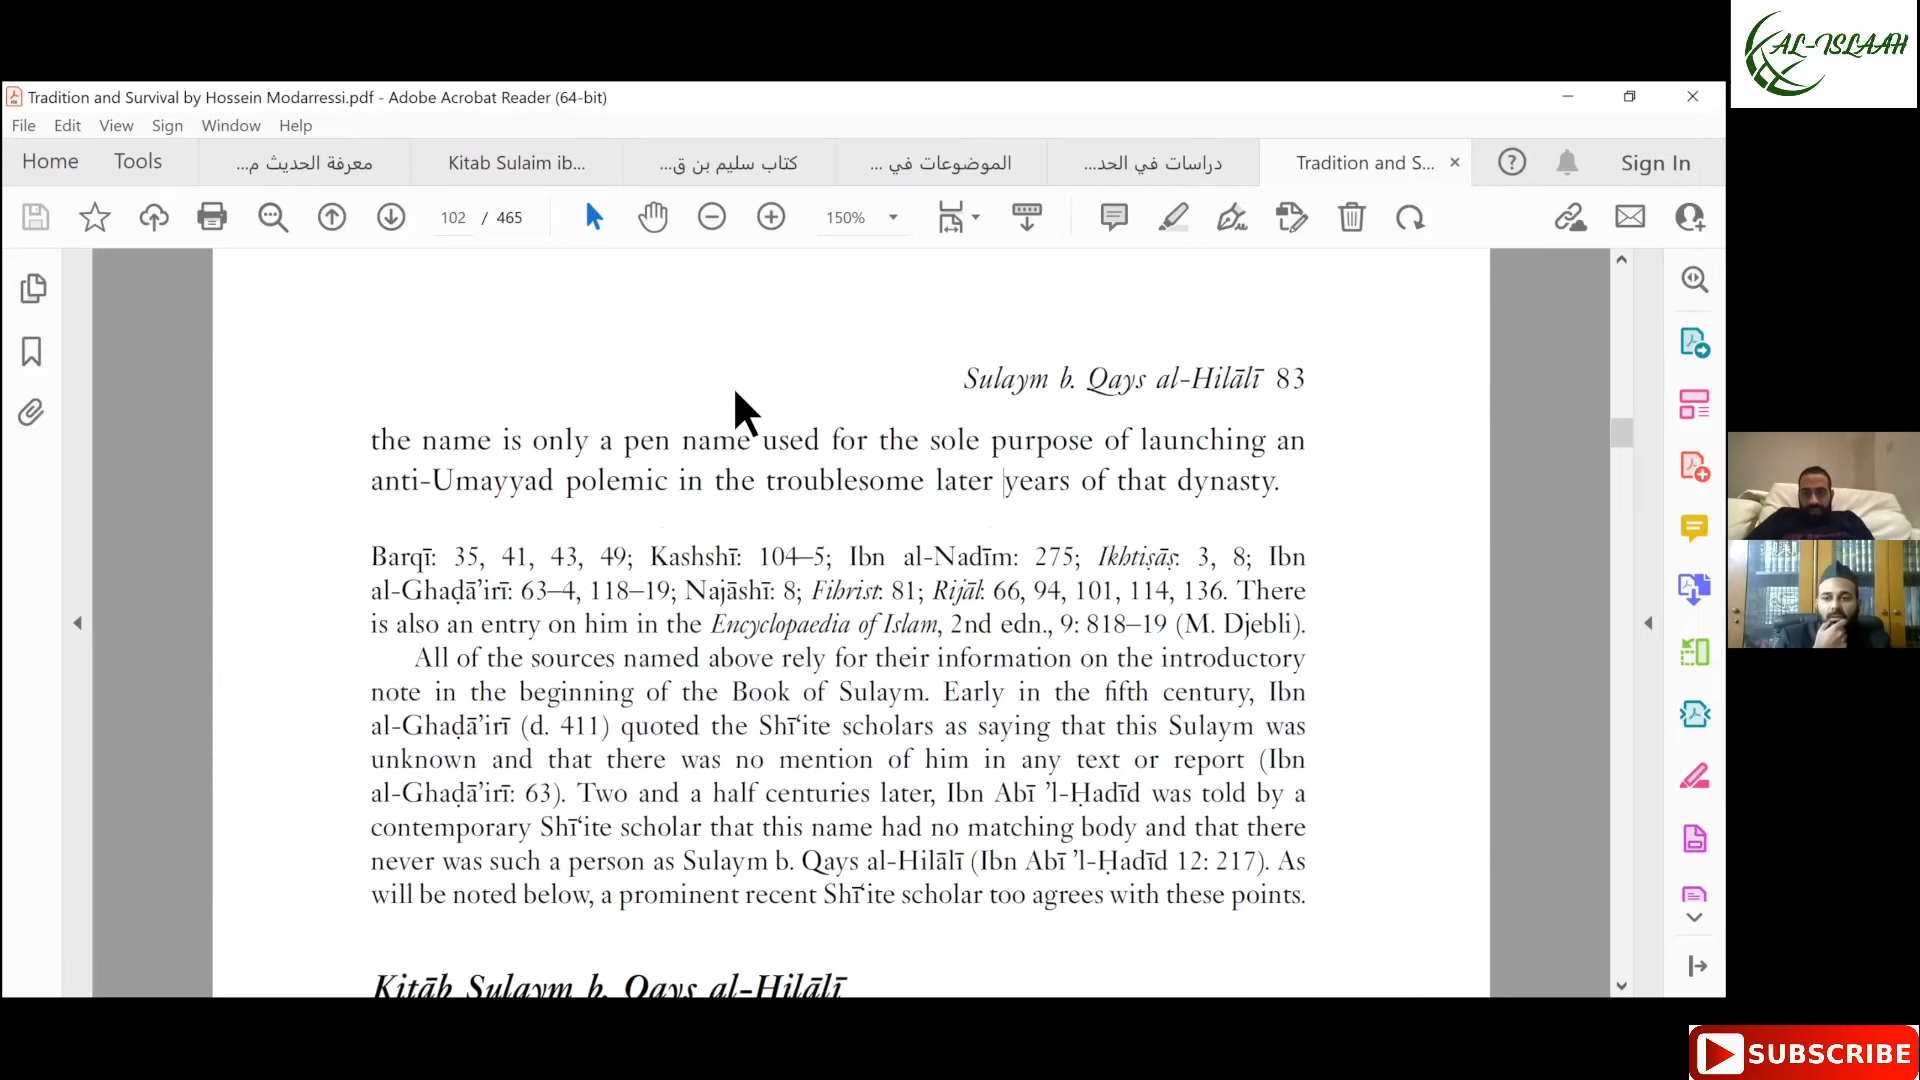 AL-ISLAAH
Tradition and Survival by Hossein Modarressi.pdf - Adobe Acrobat Reader (64-bit)
File Edit View Sign Window Help
Home Tools معرفة الحديث م... Kitab Sulaim ib... كتاب سليم بن ق... الموضوعات في ... دراسات في الحد... Tradition and S... Sign In
102 / 465 150%
Sulaym b. Qays al-Hilālī 83
the name is only a pen name used for the sole purpose of launching an
anti-Umayyad polemic in the troublesome later years of that dynasty.
Barqī: 35, 41, 43, 49; Kashshī: 104–5; Ibn al-Nadīm: 275; Ikhtiṣāṣ: 3, 8; Ibn
al-Ghaḍā’irī: 63–4, 118–19; Najāshī: 8; Fihrist: 81; Rijāl: 66, 94, 101, 114, 136. There
is also an entry on him in the Encyclopaedia of Islam, 2nd edn., 9: 818–19 (M. Djebli).
All of the sources named above rely for their information on the introductory
note in the beginning of the Book of Sulaym. Early in the fifth century, Ibn
al-Ghaḍā’irī (d. 411) quoted the Shī‘ite scholars as saying that this Sulaym was
unknown and that there was no mention of him in any text or report (Ibn
al-Ghaḍā’irī: 63). Two and a half centuries later, Ibn Abī ’l-Ḥadīd was told by a
contemporary Shī‘ite scholar that this name had no matching body and that there
never was such a person as Sulaym b. Qays al-Hilālī (Ibn Abī ’l-Ḥadīd 12: 217). As
will be noted below, a prominent recent Shī‘ite scholar too agrees with these points.
Kitāb Sulaym b. Qays al-Hilālī
SUBSCRIBE